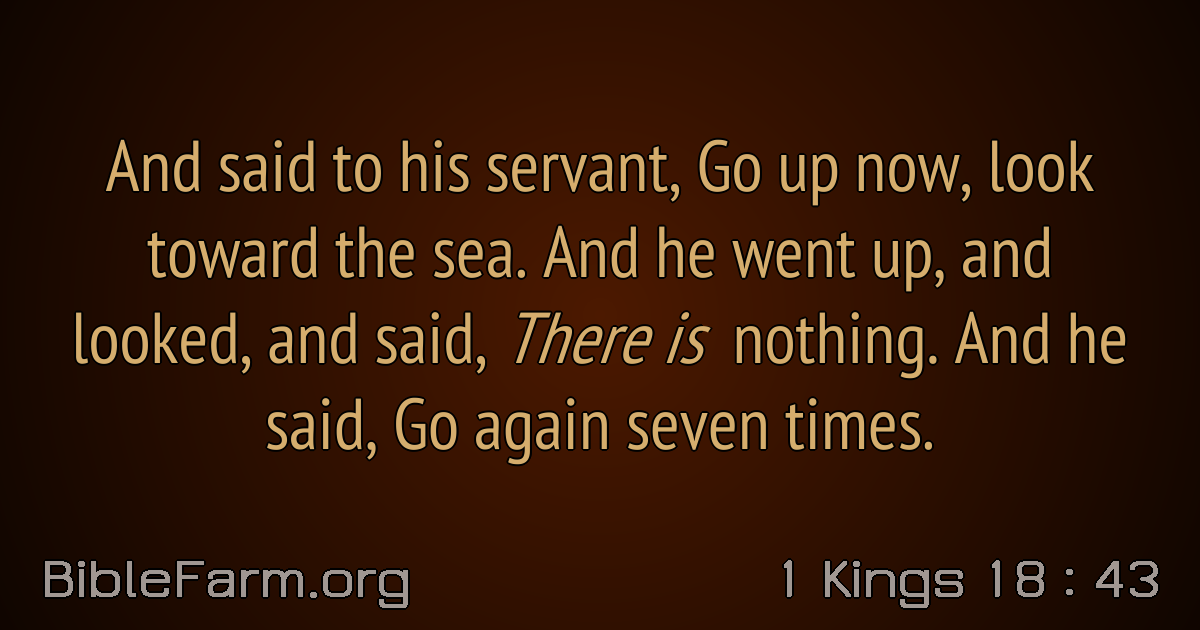 And said to his servant, Go up now, look
toward the sea. And he went up, and
looked, and said, There is nothing. And he
said, Go again seven times.
BibleFarm.org
1 Kings 18 : 43